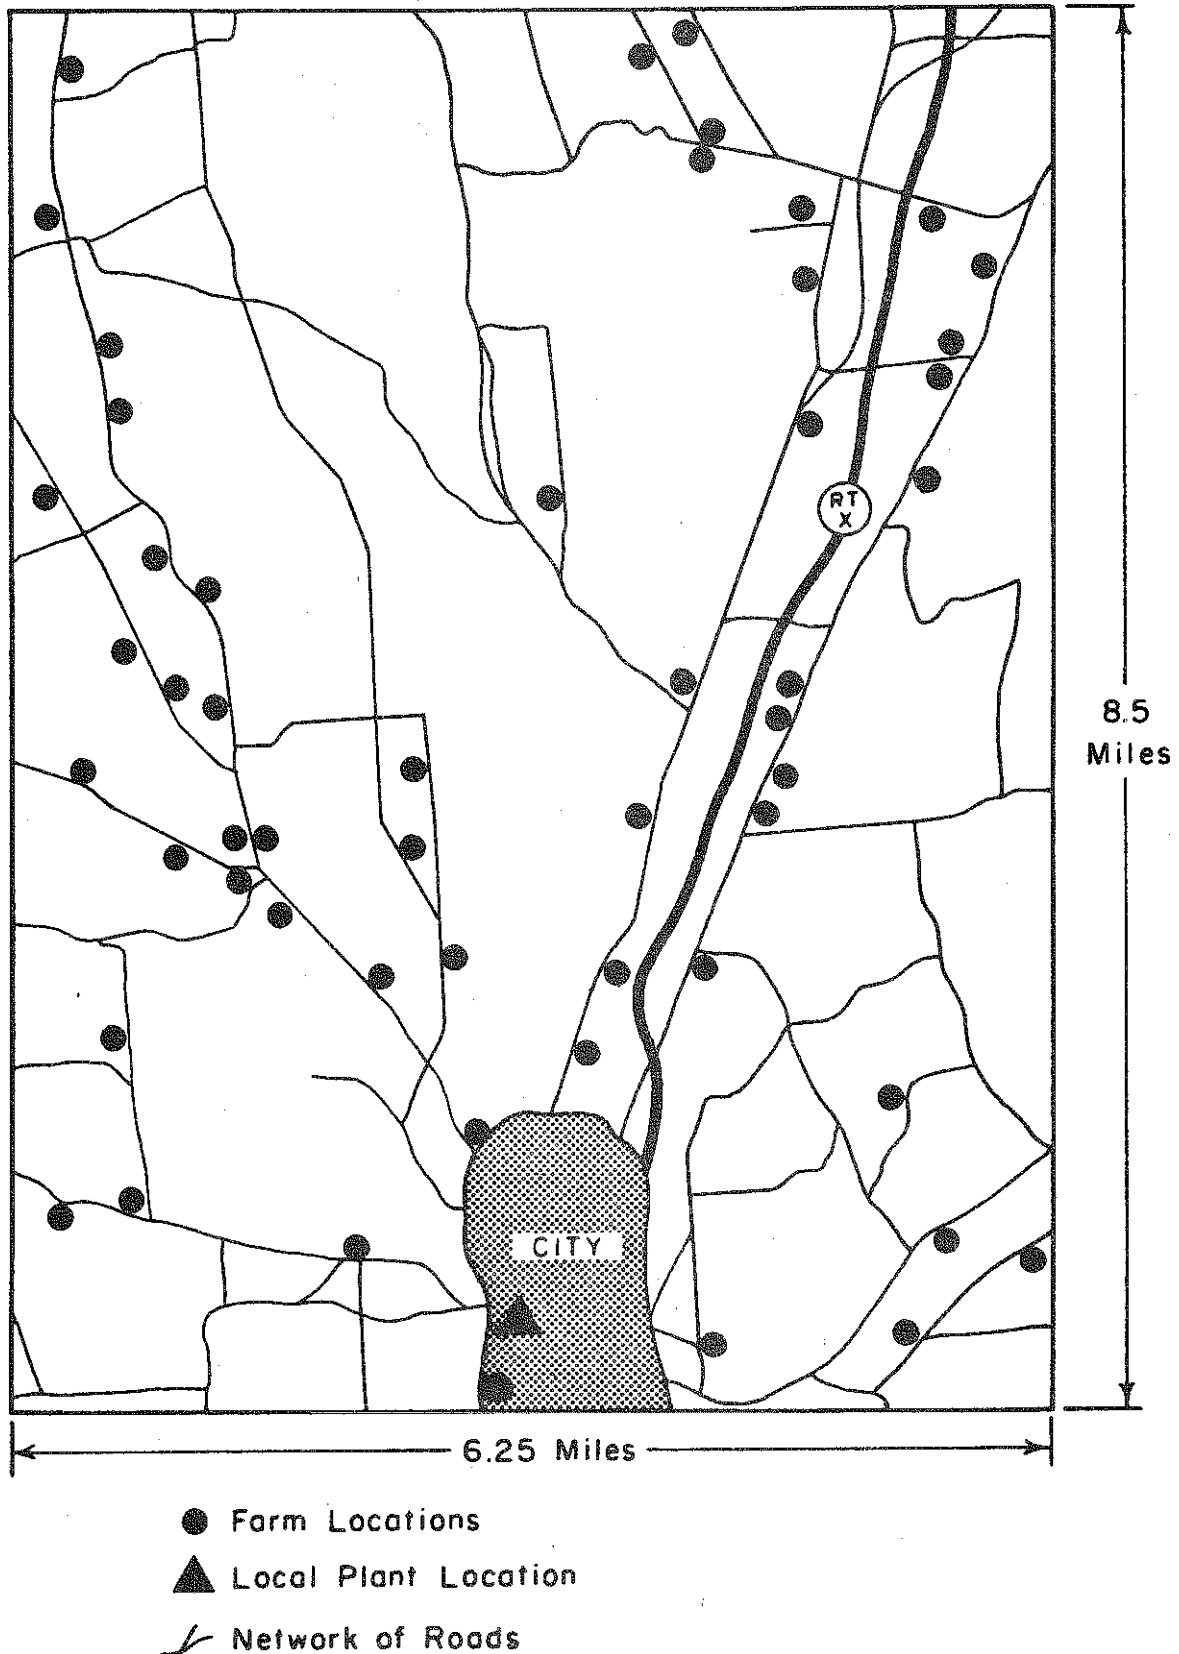 RT
X
8.5
Miles
CITY
6.25 Miles
Farm Locations
Local Plant Location
Network of Roads